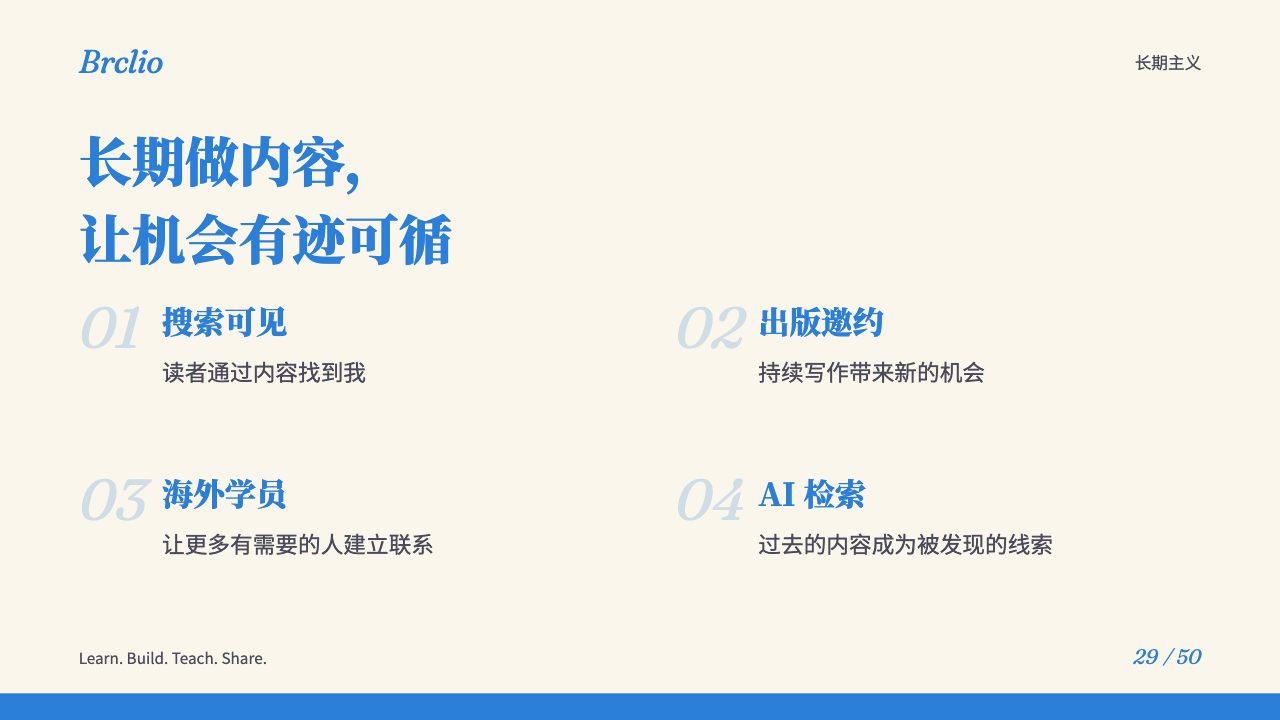 Brclio
长期主义
长期做内容,
让机会有迹可循
01 搜索可见
读者通过内容找到我
02 出版邀约
持续写作带来新的机会
03 海外学员
让更多有需要的人建立联系
04 AI 检索
过去的内容成为被发现的线索
Learn. Build. Teach. Share.
29 / 50